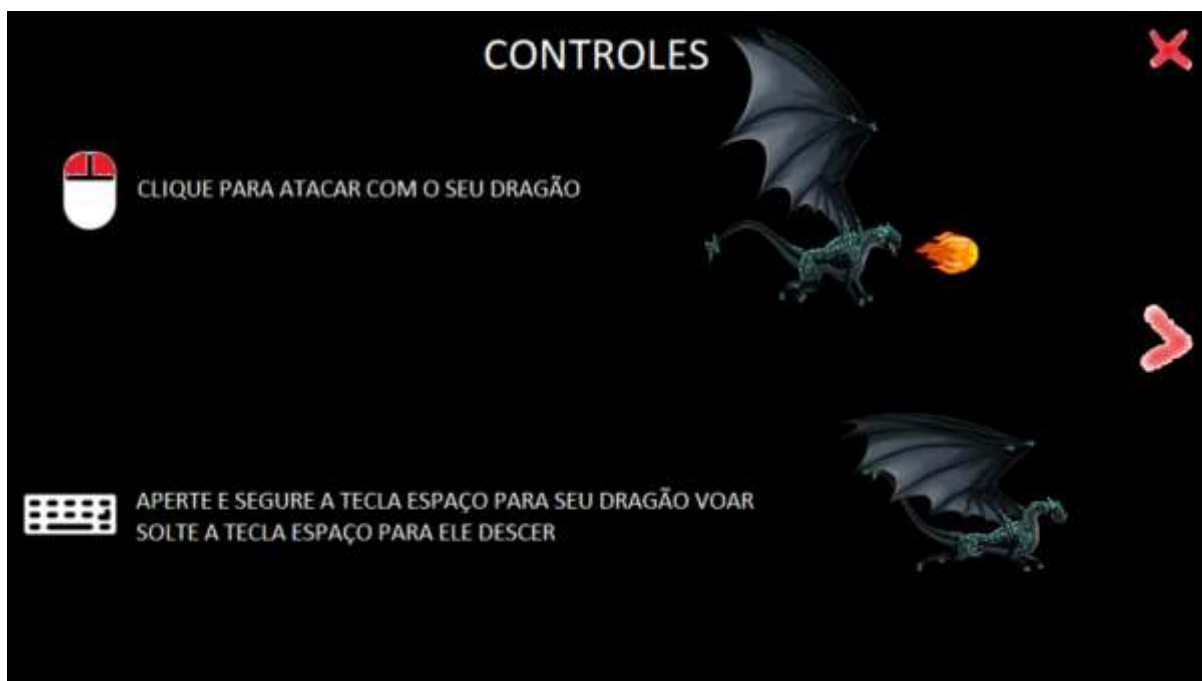 CONTROLES
CLIQUE PARA ATACAR COM O SEU DRAGÃO
APERTE E SEGURE A TECLA ESPAÇO PARA SEU DRAGÃO VOAR
SOLTE A TECLA ESPAÇO PARA ELE DESCER